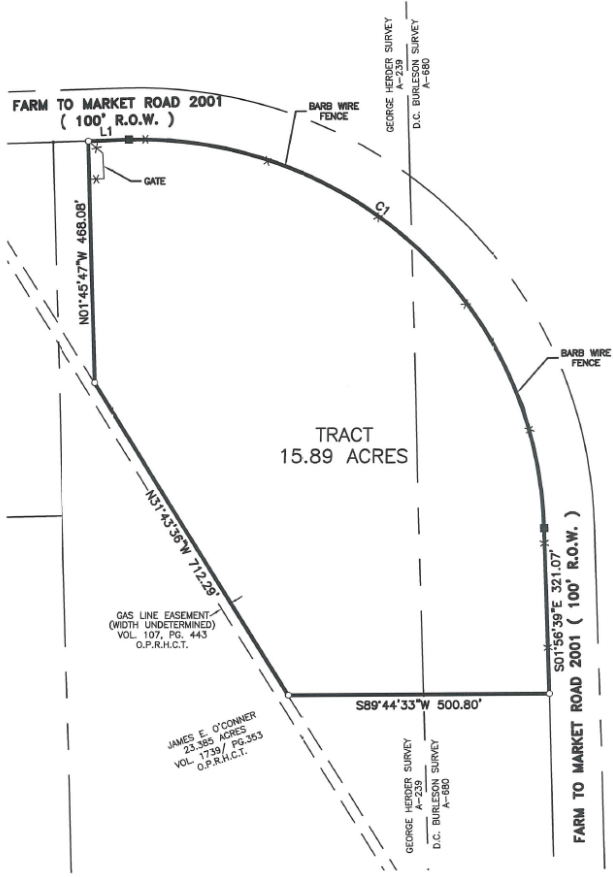 GEORGE HERDER SURVEY
A-239
D.C. BURLESON SURVEY
A-680
FARM TO MARKET ROAD 2001
( 100' R.O.W. )
BARB WIRE
FENCE
L1
GATE
C1
N01°45'47"W 468.08'
BARB WIRE
FENCE
TRACT
15.89 ACRES
N31°43'36"W 712.29'
S01°56'39"E 321.07'
FARM TO MARKET ROAD 2001 ( 100' R.O.W. )
GAS LINE EASEMENT
(WIDTH UNDETERMINED)
VOL. 107, PG. 443
O.P.R.H.C.T.
S89°44'33"W 500.80'
JAMES E. O'CONNER
23.385 ACRES
VOL. 1739/ PG.353
O.P.R.H.C.T.
GEORGE HERDER SURVEY
A-239
D.C. BURLESON SURVEY
A-680